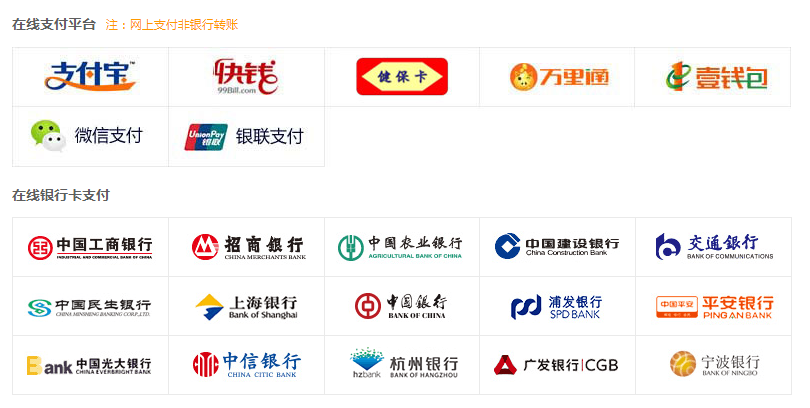 在线支付平台 注：网上支付非银行转账
支付宝
快钱
99Bill.com
健保卡
万里通
壹钱包
微信支付
UnionPay
银联
银联支付
在线银行卡支付
中国工商银行
INDUSTRIAL AND COMMERCIAL BANK OF CHINA
招商银行
CHINA MERCHANTS BANK
中国农业银行
AGRICULTURAL BANK OF CHINA
中国建设银行
China Construction Bank
交通银行
BANK OF COMMUNICATIONS
中国民生银行
CHINA MINSHENG BANKING CORP.,LTD.
上海银行
Bank of Shanghai
中国银行
BANK OF CHINA
浦发银行
SPD BANK
中国平安
平安银行
PING AN BANK
Bank
中国光大银行
CHINA EVERBRIGHT BANK
中信银行
CHINA CITIC BANK
hzbank
杭州银行
BANK OF HANGZHOU
广发银行|CGB
宁波银行
BANK OF NINGBO